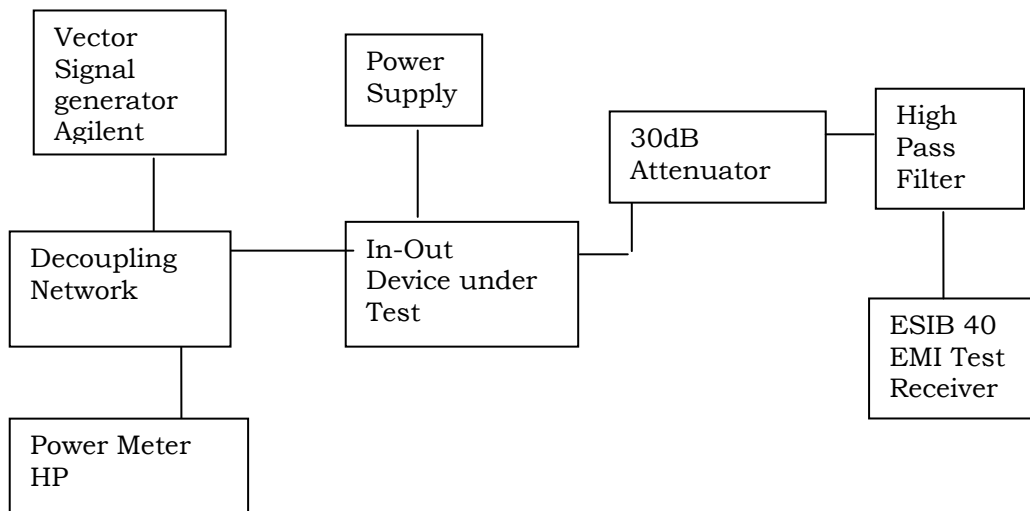 Vector
Signal
generator
Agilent
Power
Supply
30dB
Attenuator
High
Pass
Filter
Decoupling
Network
In-Out
Device under
Test
ESIB 40
EMI Test
Receiver
Power Meter
HP